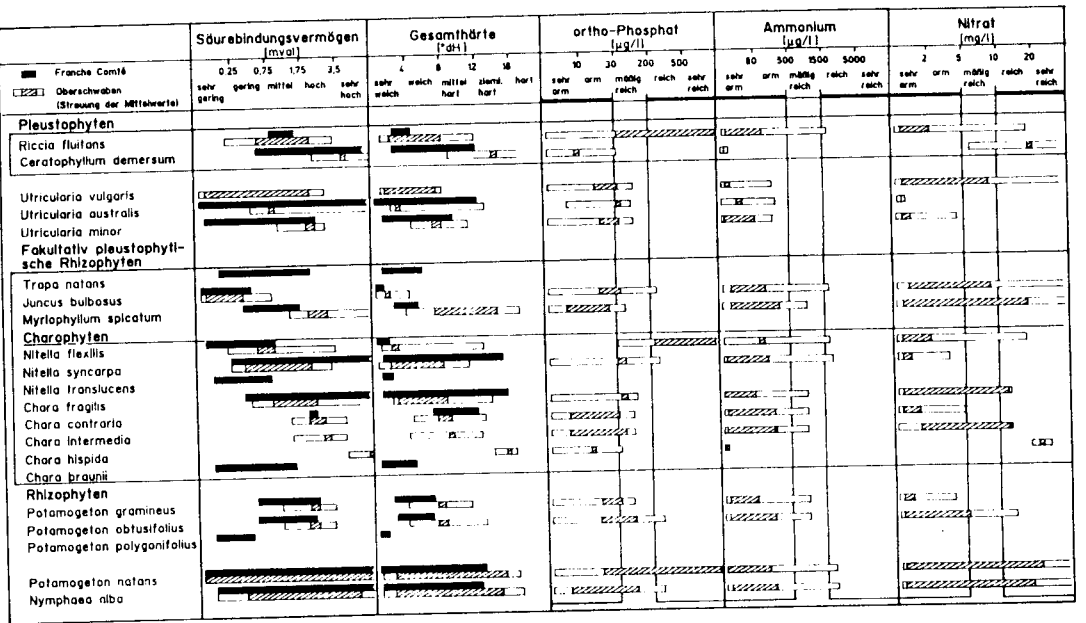 Säurebindungsvermögen Gesamthärte ortho-Phosphat Ammonium Nitrat
[mval] [°dH] [µg/l] [µg/l] [mg/l]
0,25 0,75 1,75 3,5 4 8 12 18 10 30 100 200 500 80 500 1500 5000 2 5 10 20
Franche Comté
Oberschwaben
(Streuung der Mittelwerte)
sehr gering gering mittel hoch sehr hoch
sehr weich weich mittel hart ziemi. hart hart
sehr arm arm mäßig reich reich sehr reich
sehr arm arm mäßig reich reich sehr reich
sehr arm arm mäßig reich reich sehr reich
Pleustophyten
Riccia fluitans
Ceratophyllum demersum
Utricularia vulgaris
Utricularia australis
Utricularia minor
Fakultativ pleustophyti-
sche Rhizophyten
Trapa natans
Juncus bulbosus
Myriophyllum spicatum
Charophyten
Nitella flexilis
Nitella syncarpa
Nitella translucens
Chara fragilis
Chara contraria
Chara intermedia
Chara hispida
Chara braunii
Rhizophyten
Potamogeton gramineus
Potamogeton obtusifolius
Potamogeton polygonifolius
Potamogeton natans
Nymphaea alba